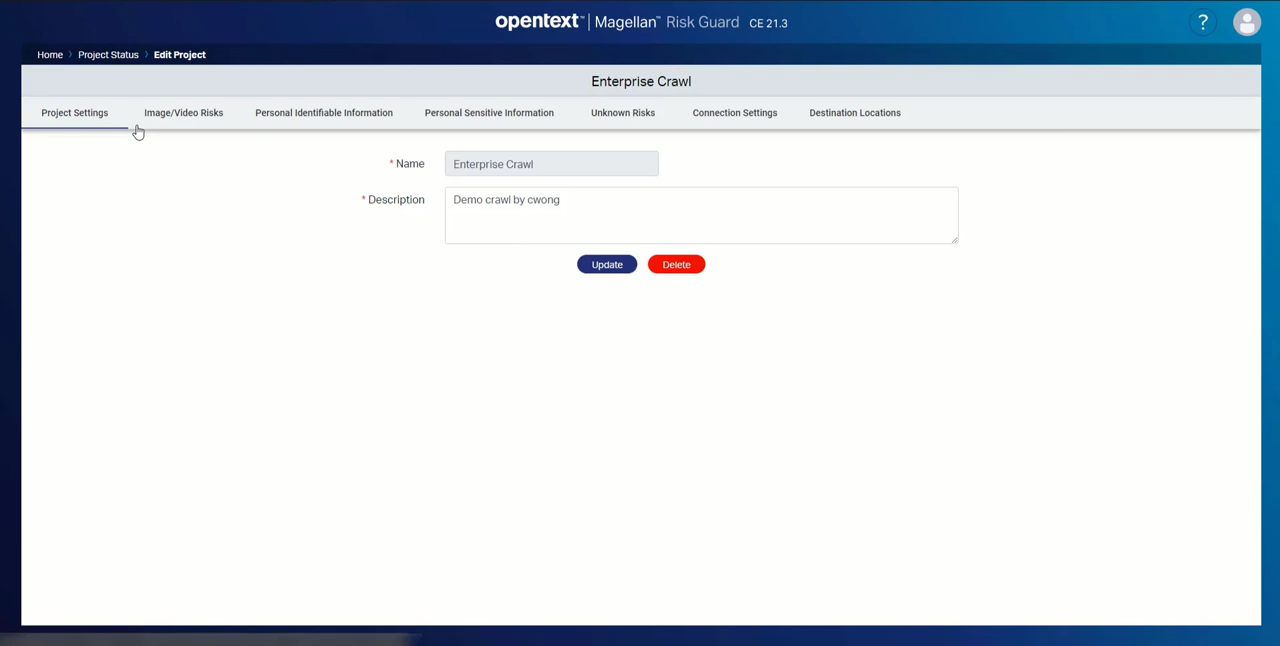 opentext™ | Magellan™ Risk Guard CE 21.3
?
Home > Project Status > Edit Project
Enterprise Crawl
Project Settings Image/Video Risks Personal Identifiable Information Personal Sensitive Information Unknown Risks Connection Settings Destination Locations
* Name Enterprise Crawl
* Description Demo crawl by cwong
Update Delete